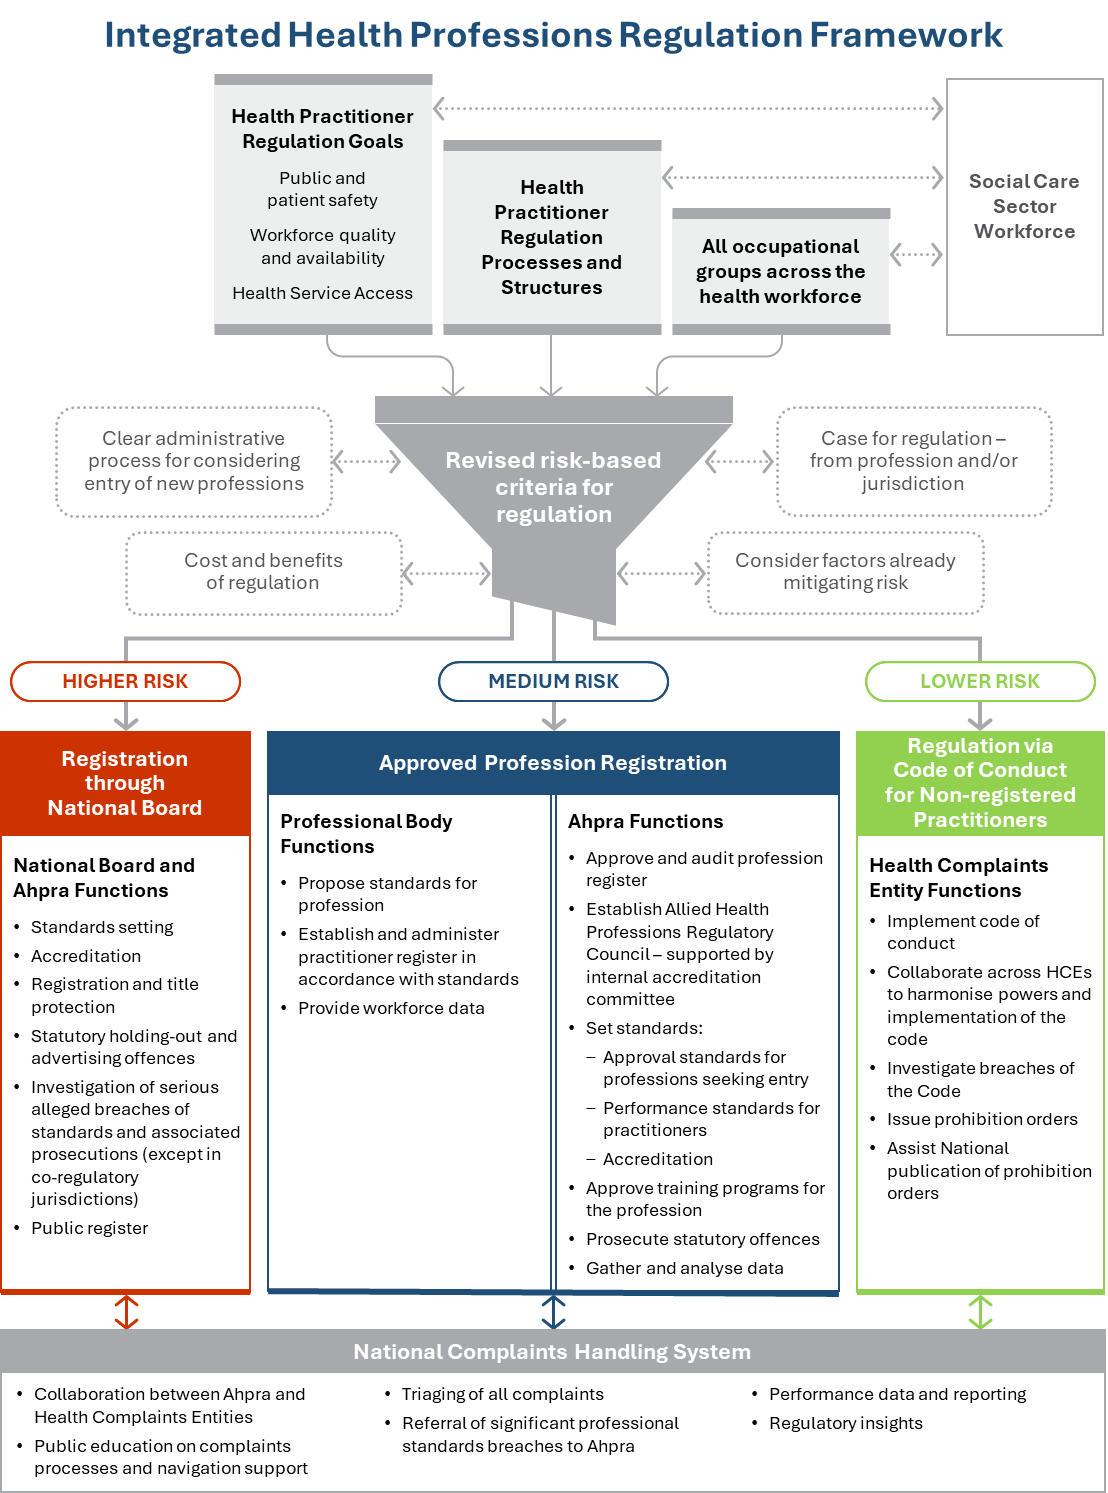 Integrated Health Professions Regulation Framework
Health Practitioner
Regulation Goals
Public and
patient safety
Workforce quality
and availability
Health Service Access
Health
Practitioner
Regulation
Processes and
Structures
All occupational
groups across the
health workforce
Social Care
Sector
Workforce
Clear administrative
process for considering
entry of new professions
Revised risk-based
criteria for
regulation
Case for regulation –
from profession and/or
jurisdiction
Cost and benefits
of regulation
Consider factors already
mitigating risk
HIGHER RISK
MEDIUM RISK
LOWER RISK
Registration
through
National Board
National Board and
Ahpra Functions
• Standards setting
• Accreditation
• Registration and title
protection
• Statutory holding-out and
advertising offences
• Investigation of serious
alleged breaches of
standards and associated
prosecutions (except in
co-regulatory
jurisdictions)
• Public register
Approved Profession Registration
Professional Body
Functions
• Propose standards for
profession
• Establish and administer
practitioner register in
accordance with standards
• Provide workforce data
Ahpra Functions
• Approve and audit profession
register
• Establish Allied Health
Professions Regulatory
Council – supported by
internal accreditation
committee
• Set standards:
– Approval standards for
professions seeking entry
– Performance standards for
practitioners
– Accreditation
• Approve training programs for
the profession
• Prosecute statutory offences
• Gather and analyse data
Regulation via
Code of Conduct
for Non-registered
Practitioners
Health Complaints
Entity Functions
• Implement code of
conduct
• Collaborate across HCEs
to harmonise powers and
implementation of the
code
• Investigate breaches of
the Code
• Issue prohibition orders
• Assist National
publication of prohibition
orders
National Complaints Handling System
• Collaboration between Ahpra and
Health Complaints Entities
• Public education on complaints
processes and navigation support
• Triaging of all complaints
• Referral of significant professional
standards breaches to Ahpra
• Performance data and reporting
• Regulatory insights